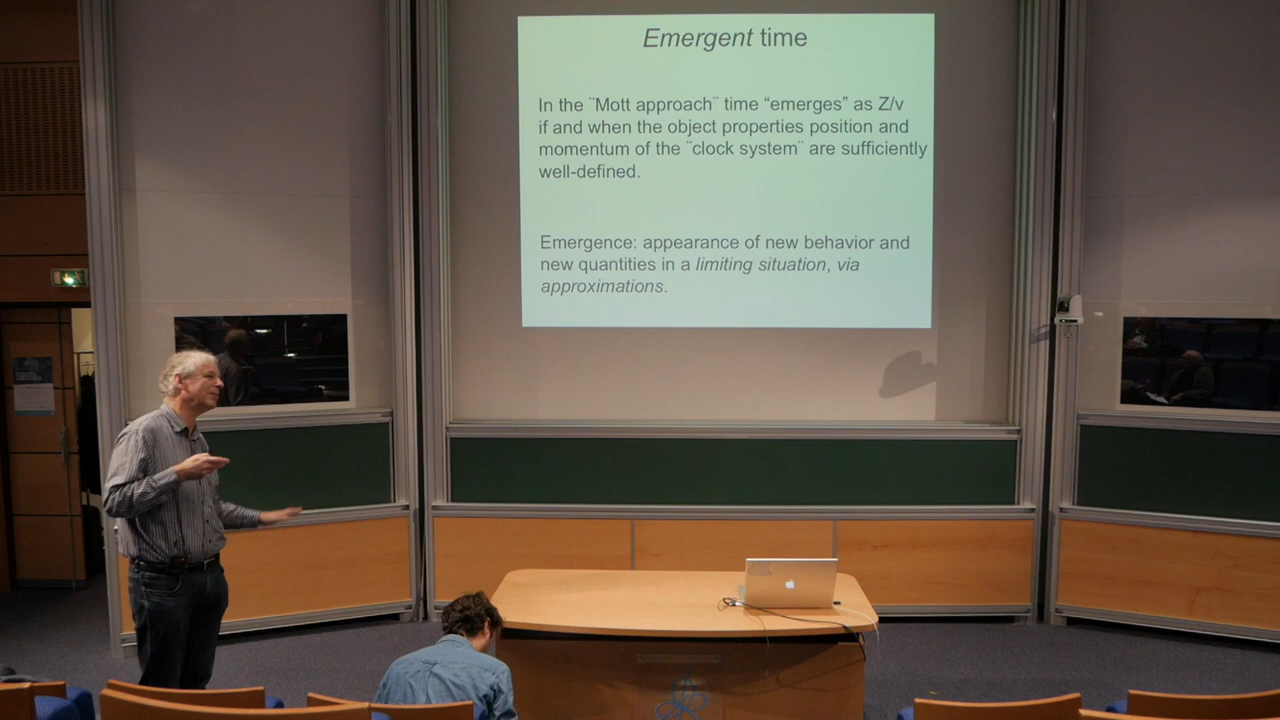 Emergent time
In the ¨Mott approach¨ time “emerges” as Z/v
if and when the object properties position and
momentum of the ¨clock system¨ are sufficiently
well-defined.
Emergence: appearance of new behavior and
new quantities in a limiting situation, via
approximations.